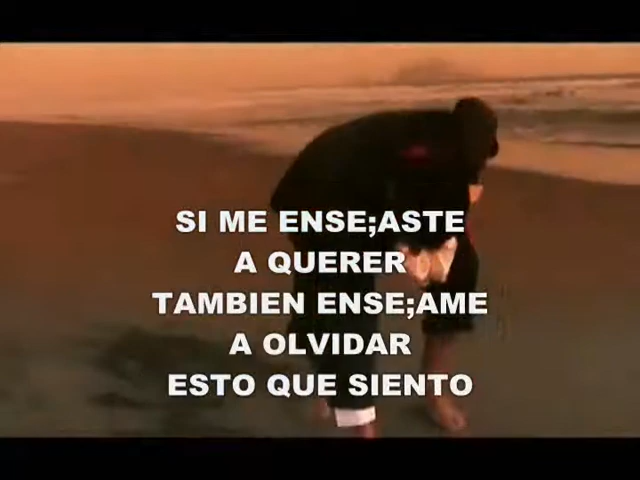 SI ME ENSE;ASTE
A QUERER
TAMBIEN ENSE;AME
A OLVIDAR
ESTO QUE SIENTO